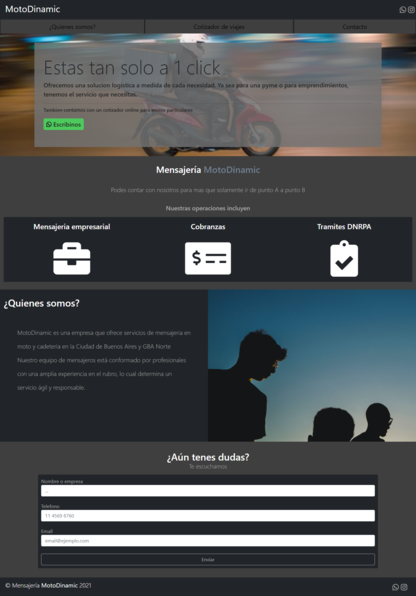 MotoDinamic
¿Quienes somos?
Cotizador de viajes
Contacto
Estas tan solo a 1 click
Ofrecemos una solucion logistica a medida de cada necesidad. Ya sea para una pyme o para emprendimientos,
tenemos el servicio que necesitas.
Tambien contamos con un cotizador online para envios particulares
Escribinos
Mensajería MotoDinamic
Podes contar con nosotros para mas que solamente ir de punto A a punto B
Nuestras operaciones incluyen
Mensajeria empresarial
Cobranzas
Tramites DNRPA
¿Quienes somos?
MotoDinamic es una empresa que ofrece servicios de mensajería en
moto y cadetería en la Ciudad de Buenos Aires y GBA Norte
Nuestro equipo de mensajeros está conformado por profesionales
con una amplia experiencia en el rubro, lo cual determina un
servicio ágil y responsable.
¿Aún tenes dudas?
Te escuchamos
Nombre o empresa
Telefono
11 4569 9760
Email
email@ejemplo.com
Enviar
© Mensajería MotoDinamic 2021